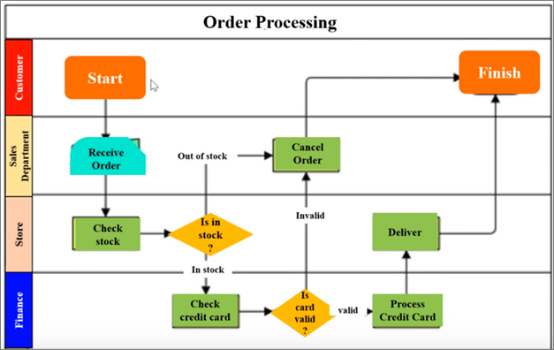 Order Processing
Customer
Start
Finish
Sales
Department
Receive
Order
Out of stock
Cancel
Order
Store
Check
stock
Is in
stock
?
Invalid
Deliver
In stock
Finance
Check
credit card
Is
card
valid
?
valid
Process
Credit Card